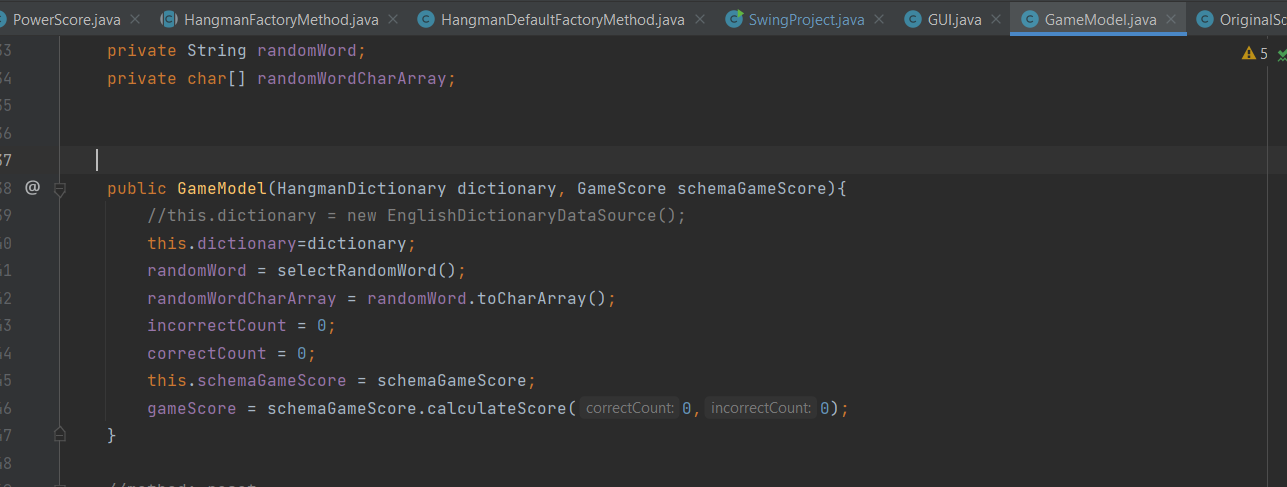 PowerScore.java HangmanFactoryMethod.java HangmanDefaultFactoryMethod.java SwingProject.java GUI.java GameModel.java
33 private String randomWord; 5
34 private char[] randomWordCharArray;
35
36
37
38 @ public GameModel(HangmanDictionary dictionary, GameScore schemaGameScore){
39 //this.dictionary = new EnglishDictionaryDataSource();
40 this.dictionary=dictionary;
41 randomWord = selectRandomWord();
42 randomWordCharArray = randomWord.toCharArray();
43 incorrectCount = 0;
44 correctCount = 0;
45 this.schemaGameScore = schemaGameScore;
46 gameScore = schemaGameScore.calculateScore( correctCount: 0, incorrectCount: 0);
47 }
48